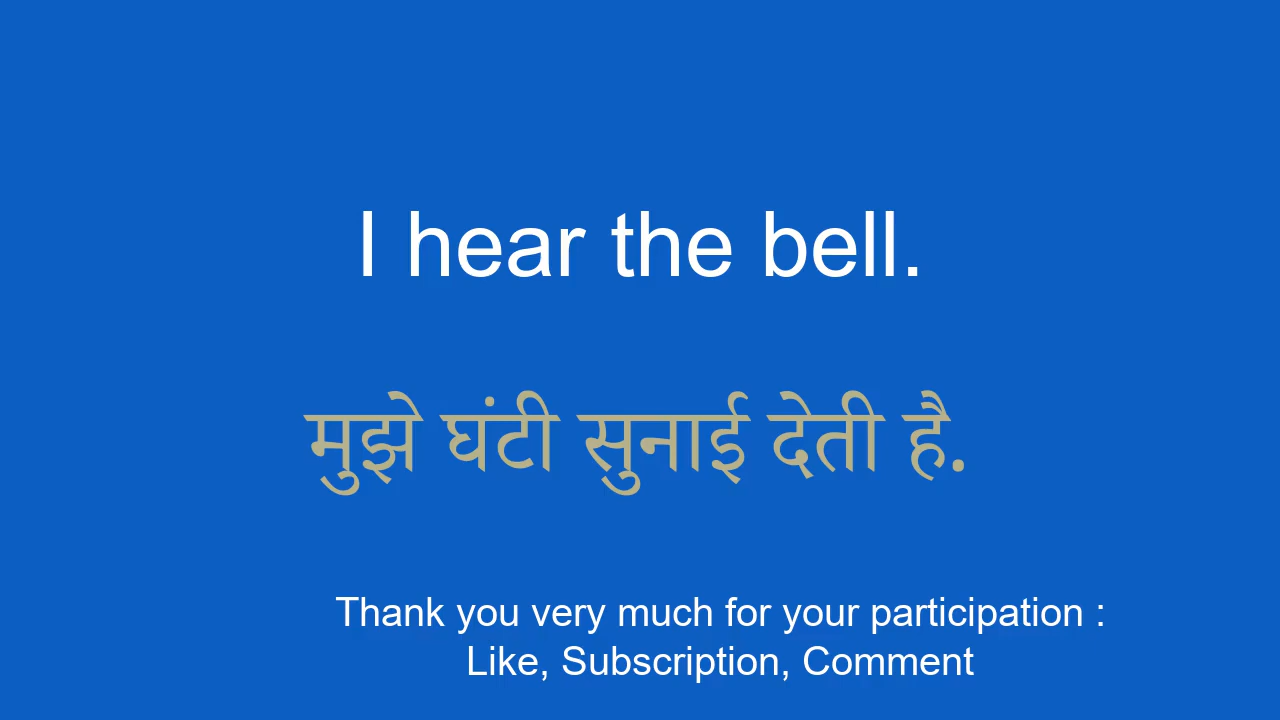 I hear the bell.
मुझे घंटी सुनाई देती है.
Thank you very much for your participation :
Like, Subscription, Comment